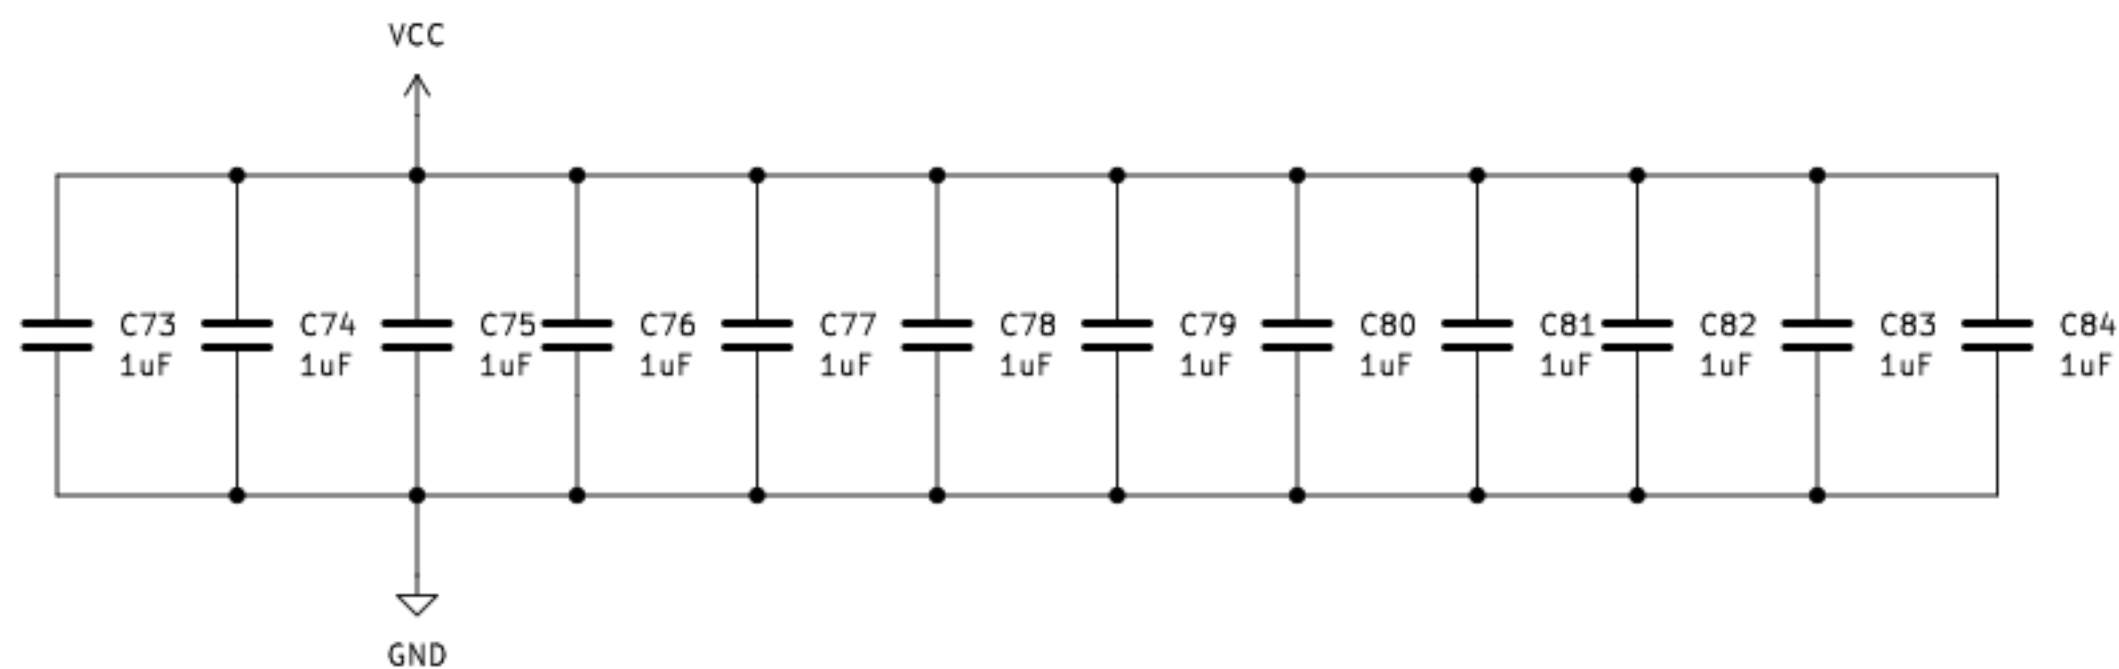 VCC
C73 C74 C75 C76 C77 C78 C79 C80 C81 C82 C83 C84
1uF 1uF 1uF 1uF 1uF 1uF 1uF 1uF 1uF 1uF 1uF 1uF
GND